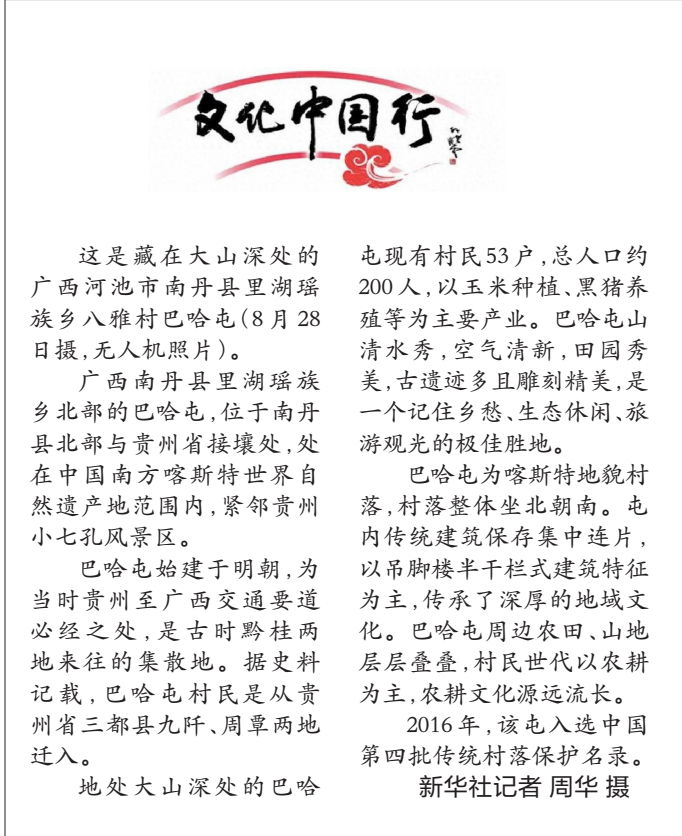 文化中国行
这是藏在大山深处的
广西河池市南丹县里湖瑶
族乡八雅村巴哈屯(8月28
日摄,无人机照片)。
广西南丹县里湖瑶族
乡北部的巴哈屯,位于南丹
县北部与贵州省接壤处,处
在中国南方喀斯特世界自
然遗产地范围内,紧邻贵州
小七孔风景区。
巴哈屯始建于明朝,为
当时贵州至广西交通要道
必经之处,是古时黔桂两
地来往的集散地。据史料
记载,巴哈屯村民是从贵
州省三都县九阡、周覃两地
迁入。
地处大山深处的巴哈
屯现有村民53户,总人口约
200人,以玉米种植、黑猪养
殖等为主要产业。巴哈屯山
清水秀,空气清新,田园秀
美,古遗迹多且雕刻精美,是
一个记住乡愁、生态休闲、旅
游观光的极佳胜地。
巴哈屯为喀斯特地貌村
落,村落整体坐北朝南。屯
内传统建筑保存集中连片,
以吊脚楼半干栏式建筑特征
为主,传承了深厚的地域文
化。巴哈屯周边农田、山地
层层叠叠,村民世代以农耕
为主,农耕文化源远流长。
2016年,该屯入选中国
第四批传统村落保护名录。
新华社记者 周华 摄